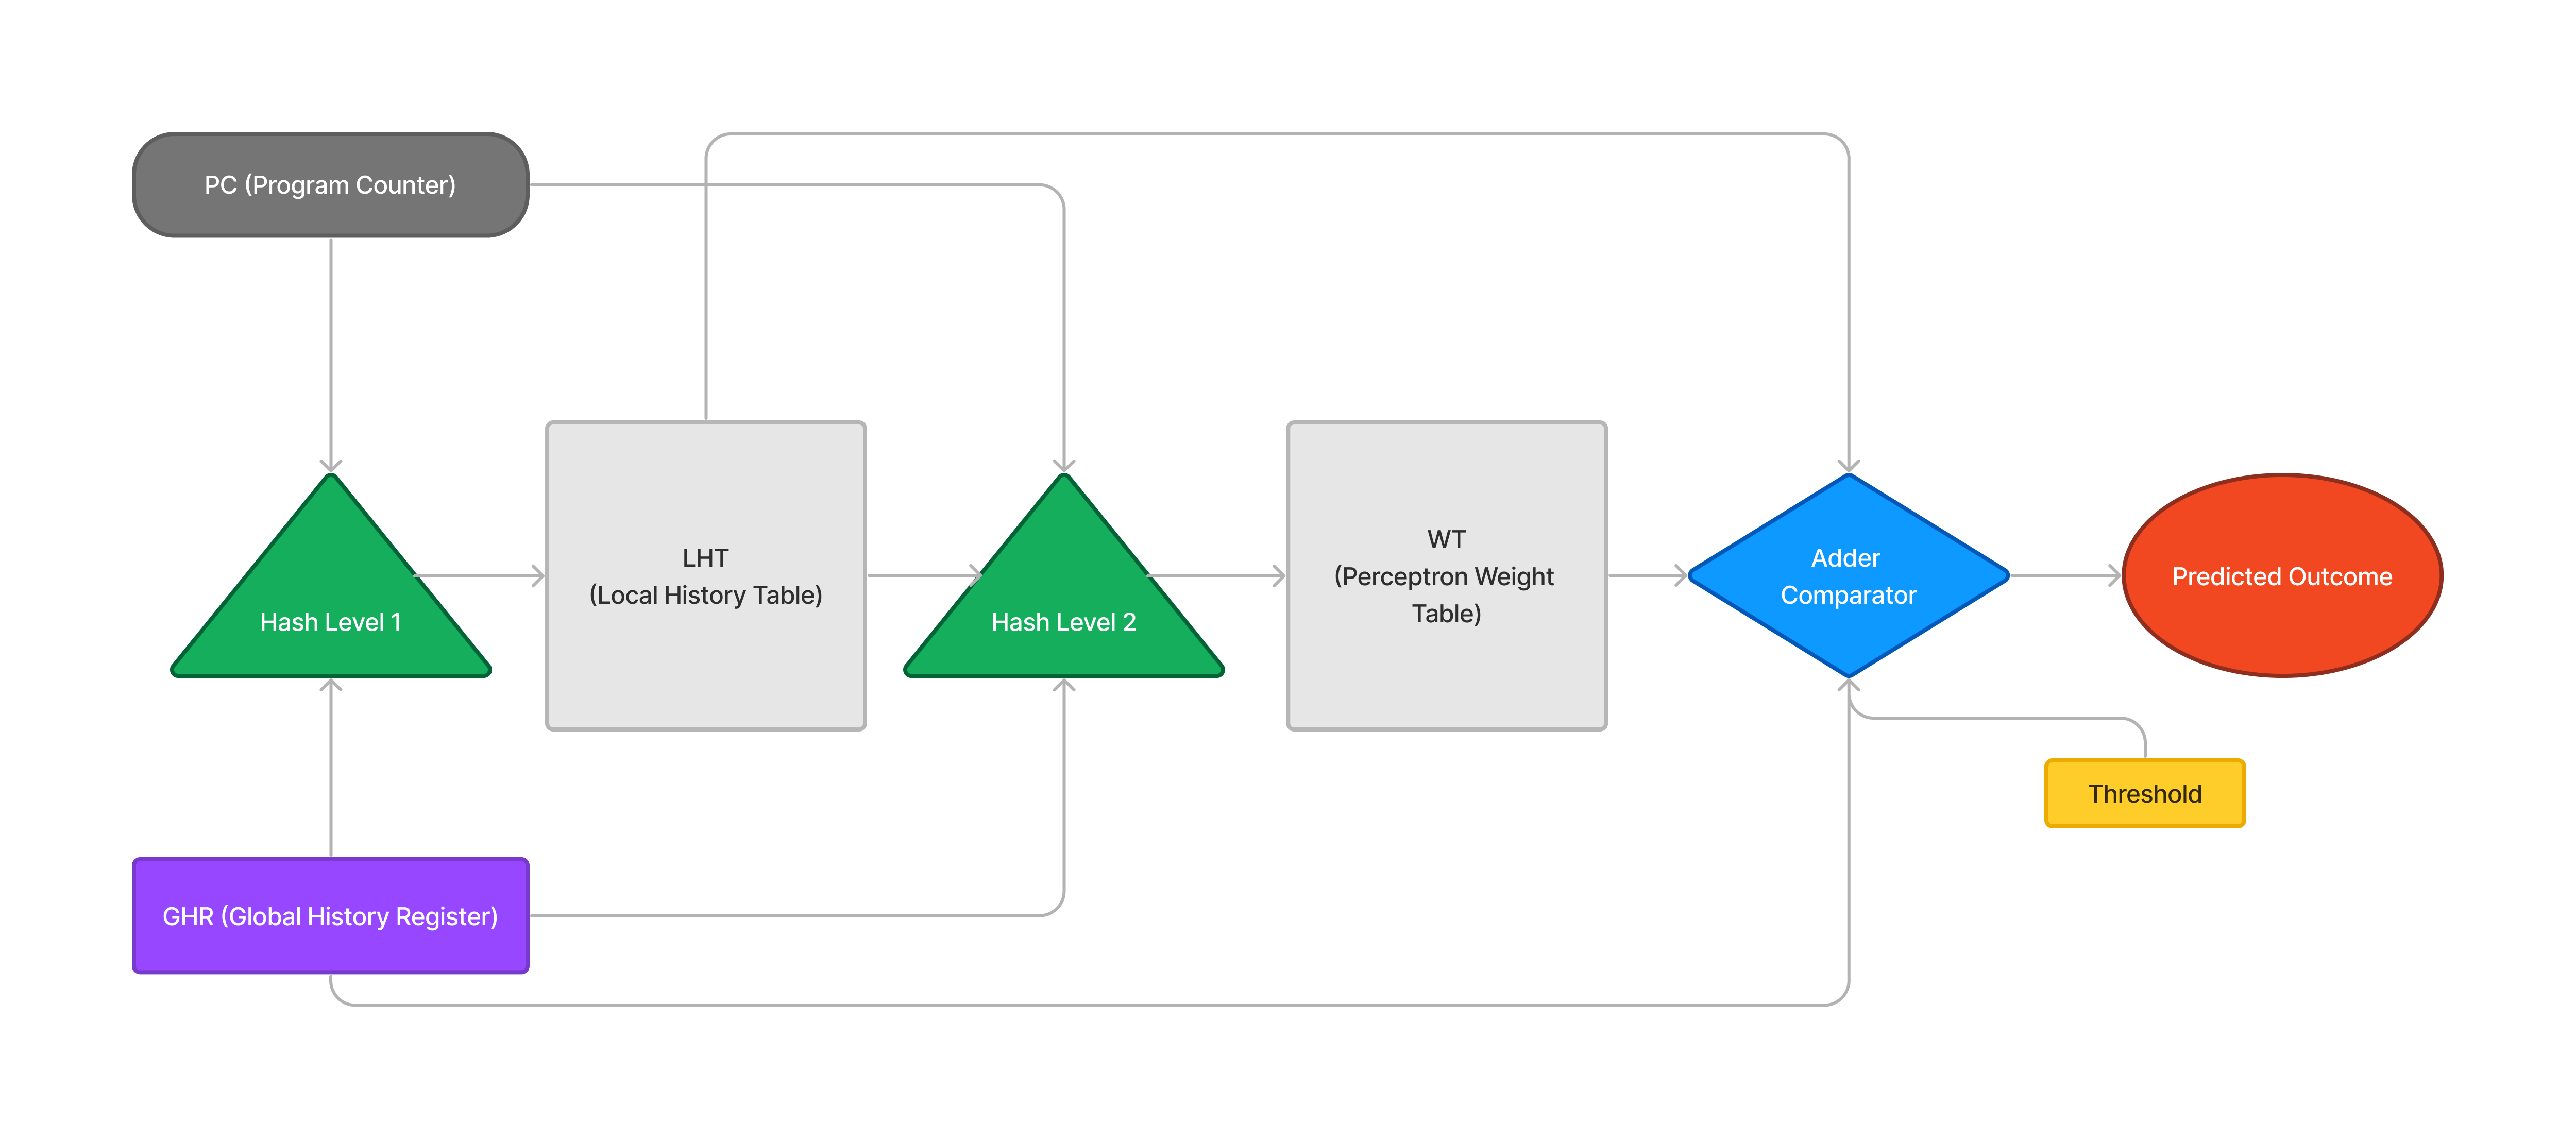 PC (Program Counter)
Hash Level 1
LHT
(Local History Table)
Hash Level 2
WT
(Perceptron Weight
Table)
Adder
Comparator
Predicted Outcome
Threshold
GHR (Global History Register)